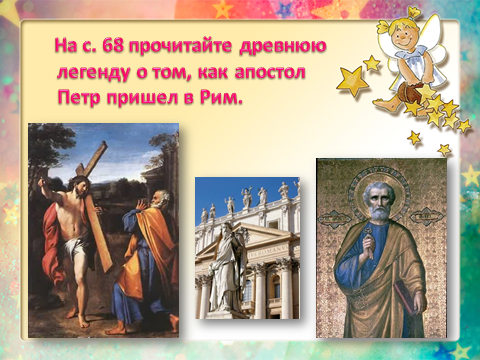 На с. 68 прочитайте древнюю
легенду о том, как апостол
Петр пришел в Рим.